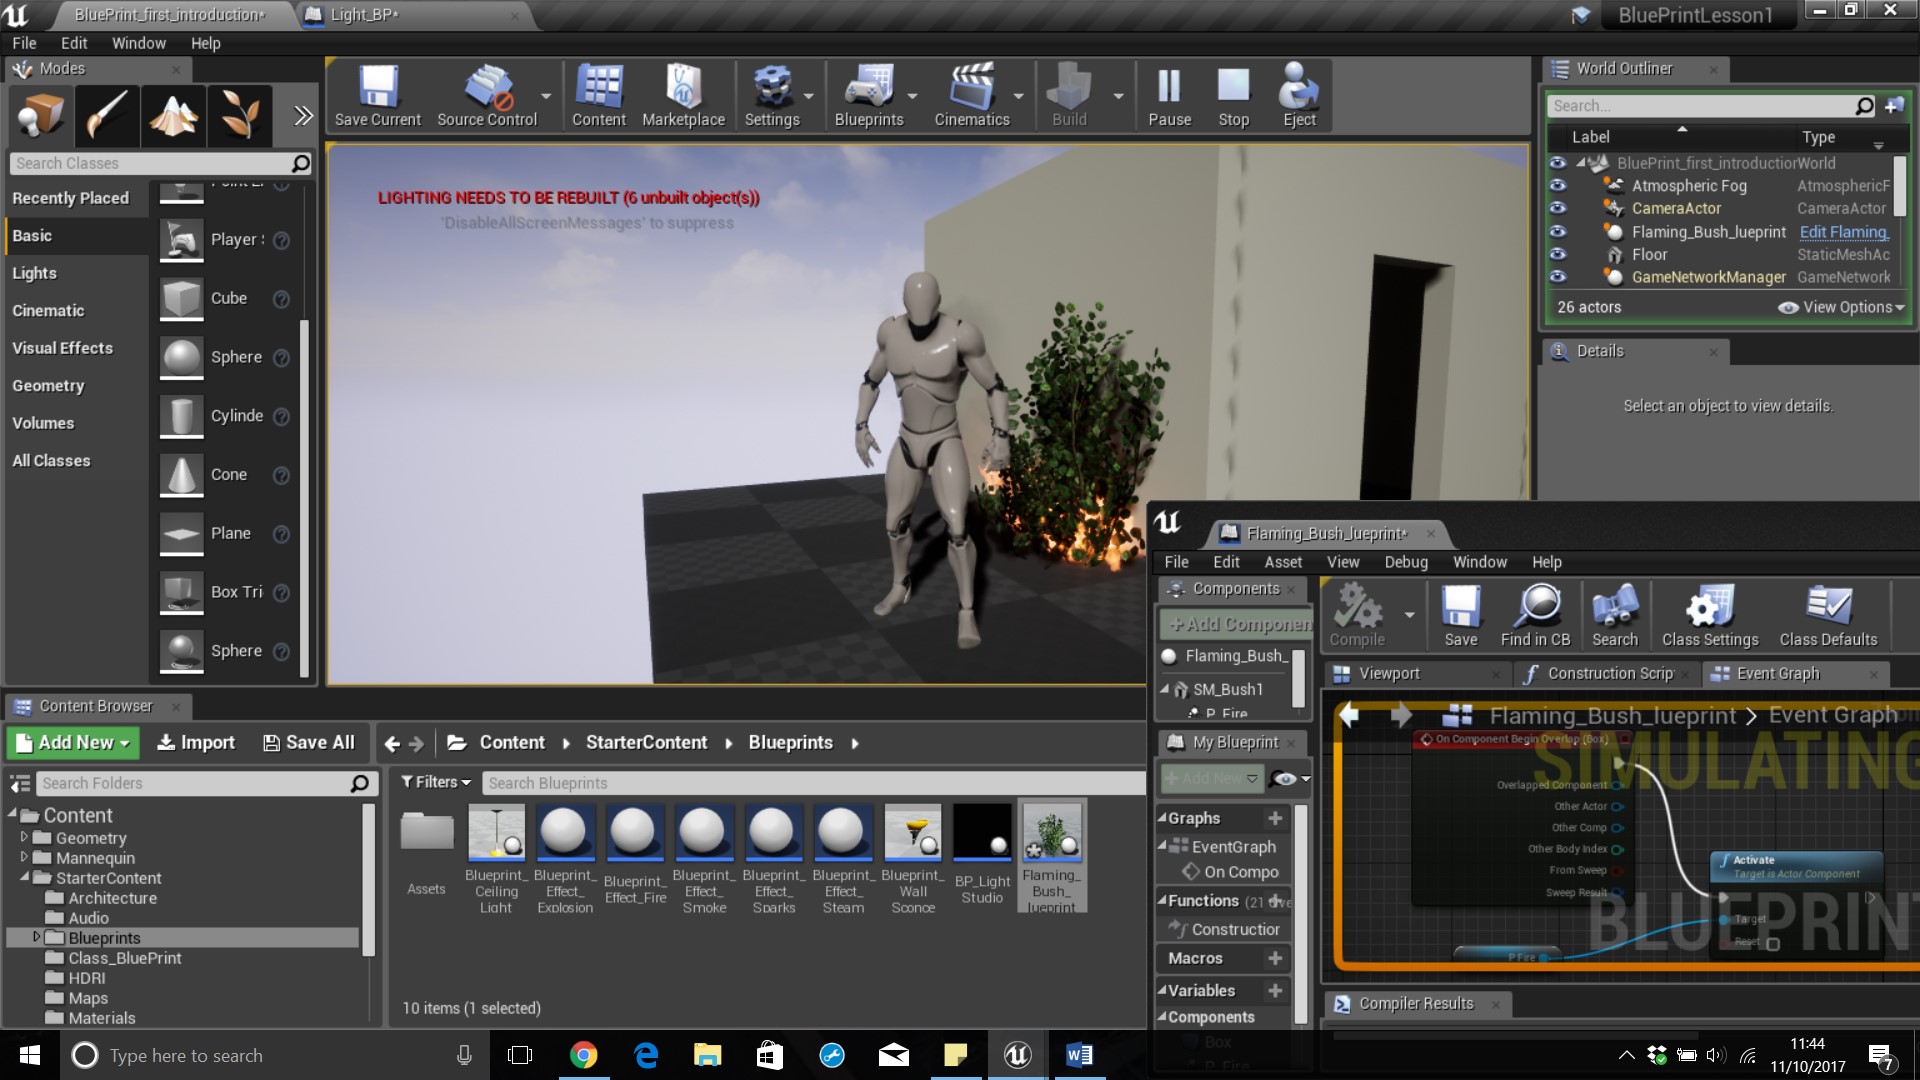 BluePrint_first_introduction*
Light_BP*
BluePrintLesson1
File Edit Window Help
Modes
Save Current
Source Control
Content
Marketplace
Settings
Blueprints
Cinematics
Build
Pause
Stop
Eject
World Outliner
Search...
Label
Type
BluePrint_first_introduction World
Atmospheric Fog AtmosphericF
CameraActor CameraActor
Flaming_Bush_lueprint Edit Flaming_
Floor StaticMeshAc
GameNetworkManager GameNetwork
26 actors
View Options
Details
Select an object to view details.
Search Classes
Recently Placed
Basic
Lights
Cinematic
Visual Effects
Geometry
Volumes
All Classes
Player
Cube
Sphere
Cylinde
Cone
Plane
Box Tri
Sphere
LIGHTING NEEDS TO BE REBUILT (6 unbuilt object(s))
'DisableAllScreenMessages' to suppress
Flaming_Bush_lueprint*
File Edit Asset View Debug Window Help
Components
+Add Componen
Flaming_Bush_
SM_Bush1
P_Fire
Compile
Save
Find in CB
Search
Class Settings
Class Defaults
Viewport
Construction Scrip
Event Graph
Flaming_Bush_lueprint > Event Graph
SIMULATING
On Component Begin Overlap (Box)
Overlapped Component
Other Actor
Other Comp
Other Body Index
From Sweep
Sweep Result
Activate
Target is Actor Component
Target
Reset
P Fire
BLUEPRINT
My Blueprint
+Add New
Graphs
EventGraph
On Compo
Functions (21
Constructior
Macros
Variables
Components
Box
P_Fire
Compiler Results
Content Browser
Add New
Import
Save All
Content
StarterContent
Blueprints
Search Folders
Filters
Search Blueprints
Content
Geometry
Mannequin
StarterContent
Architecture
Audio
Blueprints
Class_BluePrint
HDRI
Maps
Materials
Assets
Blueprint_
Ceiling
Light
Blueprint_
Effect_
Explosion
Blueprint_
Effect_Fire
Blueprint_
Effect_
Smoke
Blueprint_
Effect_
Sparks
Blueprint_
Effect_
Steam
Blueprint_
Wall
Sconce
BP_Light
Studio
Flaming_
Bush_
lueprint
10 items (1 selected)
Type here to search
11:44
11/10/2017
7